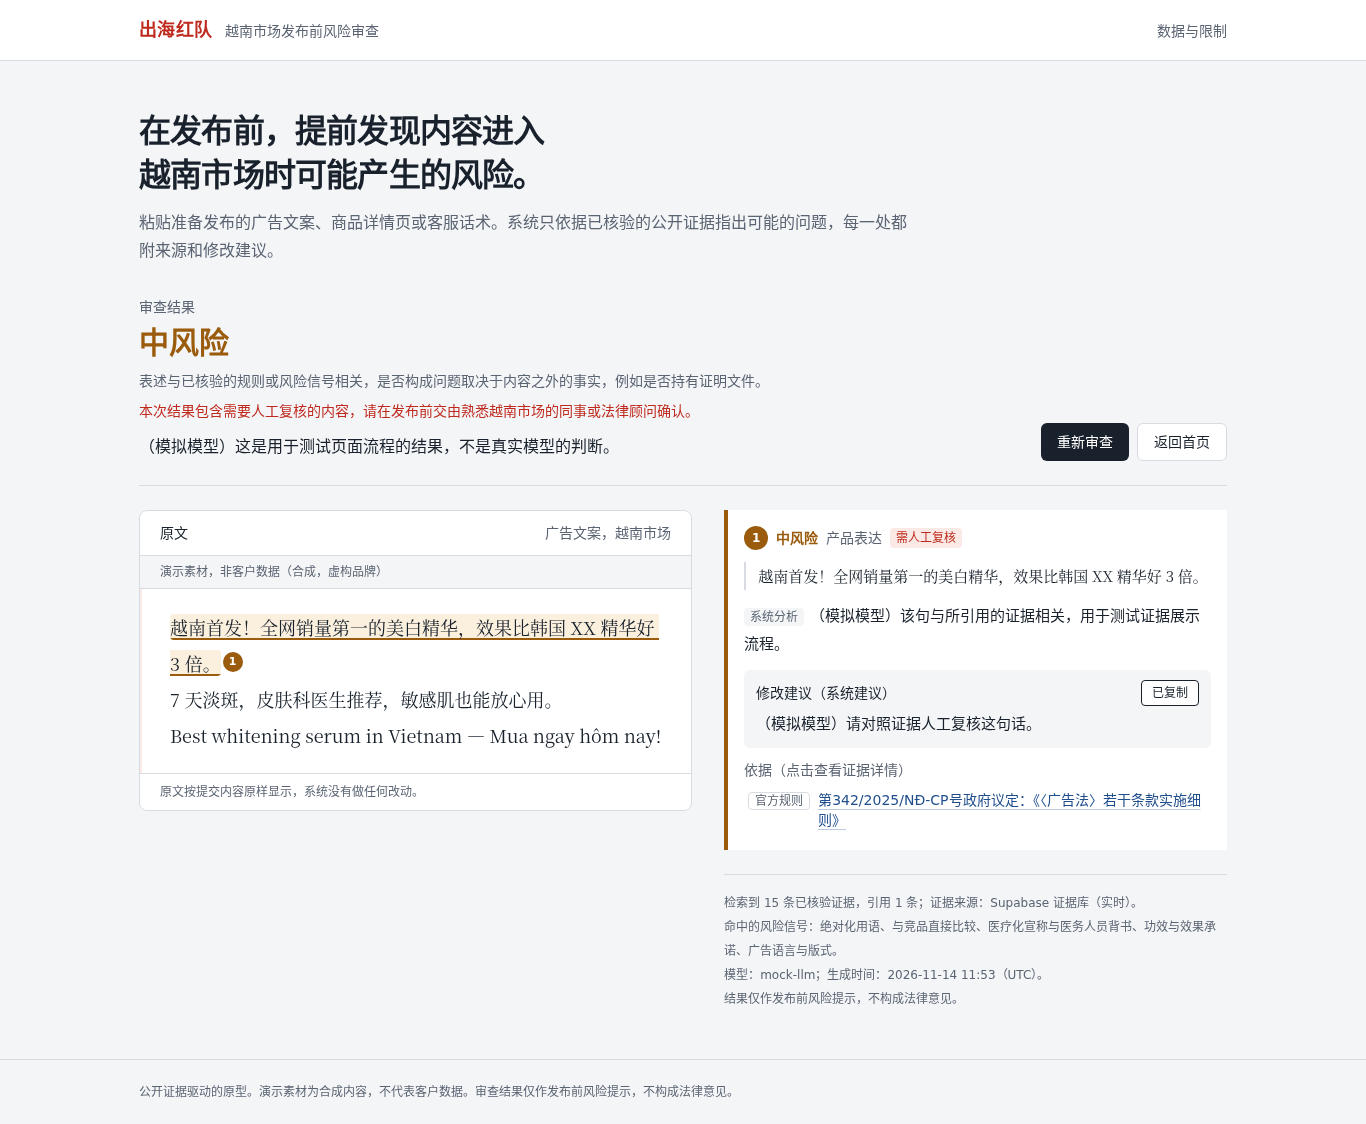 出海红队 越南市场发布前风险审查 数据与限制
在发布前，提前发现内容进入
越南市场时可能产生的风险。
粘贴准备发布的广告文案、商品详情页或客服话术。系统只依据已核验的公开证据指出可能的问题，每一处都
附来源和修改建议。
审查结果
中风险
表述与已核验的规则或风险信号相关，是否构成问题取决于内容之外的事实，例如是否持有证明文件。
本次结果包含需要人工复核的内容，请在发布前交由熟悉越南市场的同事或法律顾问确认。
（模拟模型）这是用于测试页面流程的结果，不是真实模型的判断。
重新审查 返回首页
原文 广告文案，越南市场
演示素材，非客户数据（合成，虚构品牌）
越南首发！全网销量第一的美白精华，效果比韩国 XX 精华好
3 倍。 1
7 天淡斑，皮肤科医生推荐，敏感肌也能放心用。
Best whitening serum in Vietnam — Mua ngay hôm nay!
原文按提交内容原样显示，系统没有做任何改动。
1 中风险 产品表达 需人工复核
越南首发！全网销量第一的美白精华，效果比韩国 XX 精华好 3 倍。
系统分析 （模拟模型）该句与所引用的证据相关，用于测试证据展示
流程。
修改建议（系统建议） 已复制
（模拟模型）请对照证据人工复核这句话。
依据（点击查看证据详情）
官方规则 第342/2025/NĐ-CP号政府议定：《〈广告法〉若干条款实施细
则》
检索到 15 条已核验证据，引用 1 条；证据来源：Supabase 证据库（实时）。
命中的风险信号：绝对化用语、与竞品直接比较、医疗化宣称与医务人员背书、功效与效果承
诺、广告语言与版式。
模型：mock-llm；生成时间：2026-11-14 11:53（UTC）。
结果仅作发布前风险提示，不构成法律意见。
公开证据驱动的原型。演示素材为合成内容，不代表客户数据。审查结果仅作发布前风险提示，不构成法律意见。